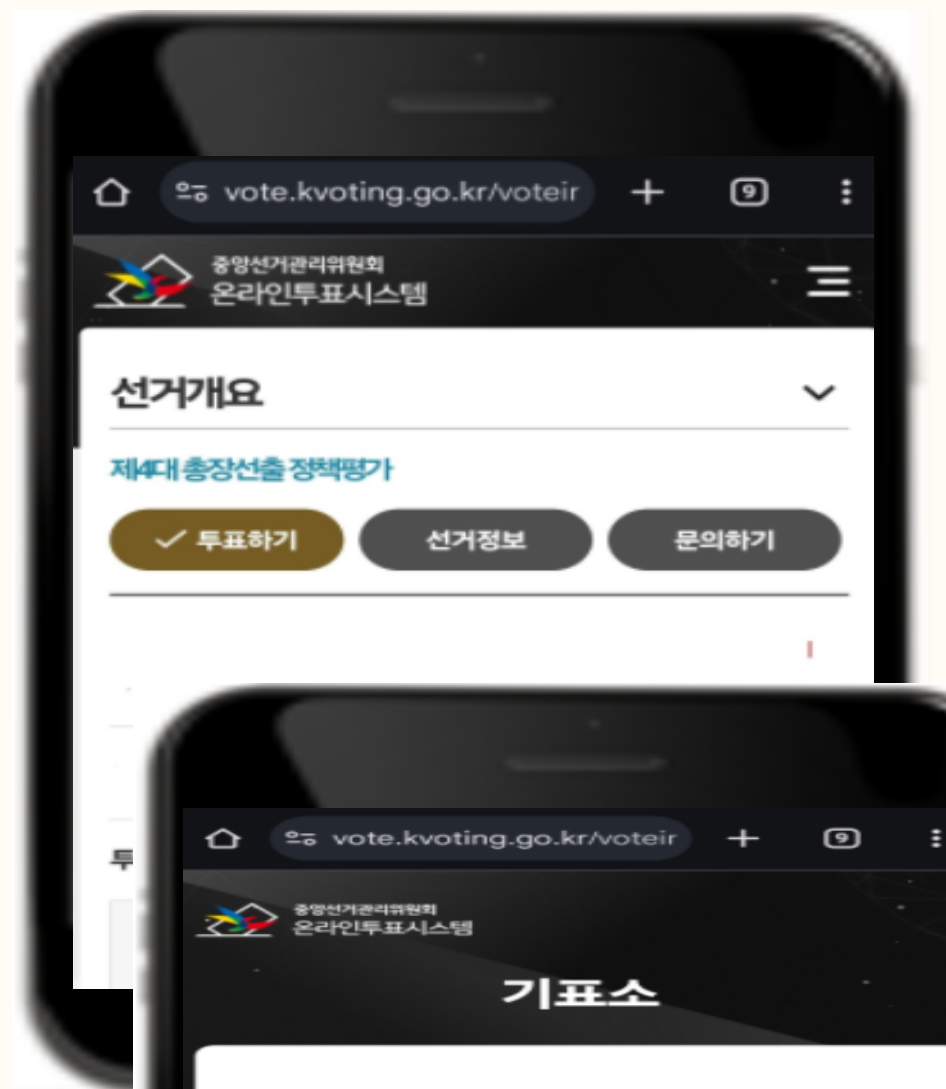 vote.kvoting.go.kr/voteir
9
중앙선거관리위원회
온라인투표시스템
선거개요
제4대 총장선출 정책평가
투표하기
선거정보
문의하기
vote.kvoting.go.kr/voteir
9
중앙선거관리위원회
온라인투표시스템
기표소